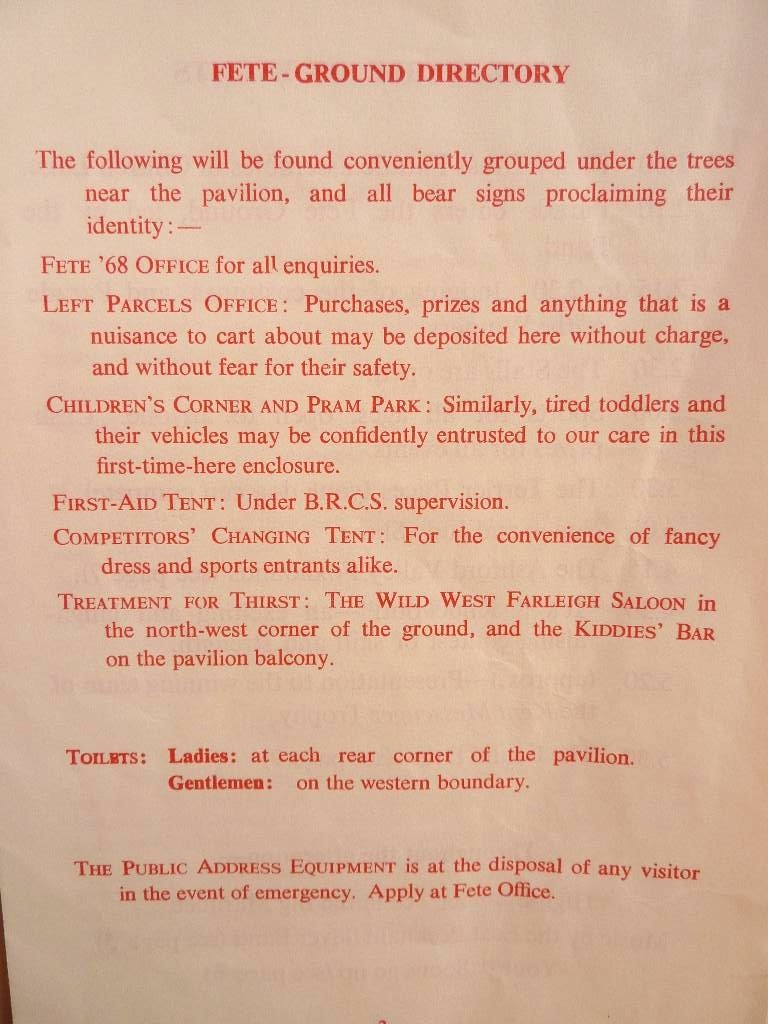 FETE - GROUND DIRECTORY
The following will be found conveniently grouped under the trees
near the pavilion, and all bear signs proclaiming their
identity : —
FETE '68 OFFICE for all enquiries.
LEFT PARCELS OFFICE : Purchases, prizes and anything that is a
nuisance to cart about may be deposited here without charge,
and without fear for their safety.
CHILDREN'S CORNER AND PRAM PARK : Similarly, tired toddlers and
their vehicles may be confidently entrusted to our care in this
first-time-here enclosure.
FIRST-AID TENT : Under B.R.C.S. supervision.
COMPETITORS' CHANGING TENT : For the convenience of fancy
dress and sports entrants alike.
TREATMENT FOR THIRST : THE WILD WEST FARLEIGH SALOON in
the north-west corner of the ground, and the KIDDIES' BAR
on the pavilion balcony.
TOILETS: Ladies: at each rear corner of the pavilion.
Gentlemen: on the western boundary.
THE PUBLIC ADDRESS EQUIPMENT is at the disposal of any visitor
in the event of emergency. Apply at Fete Office.